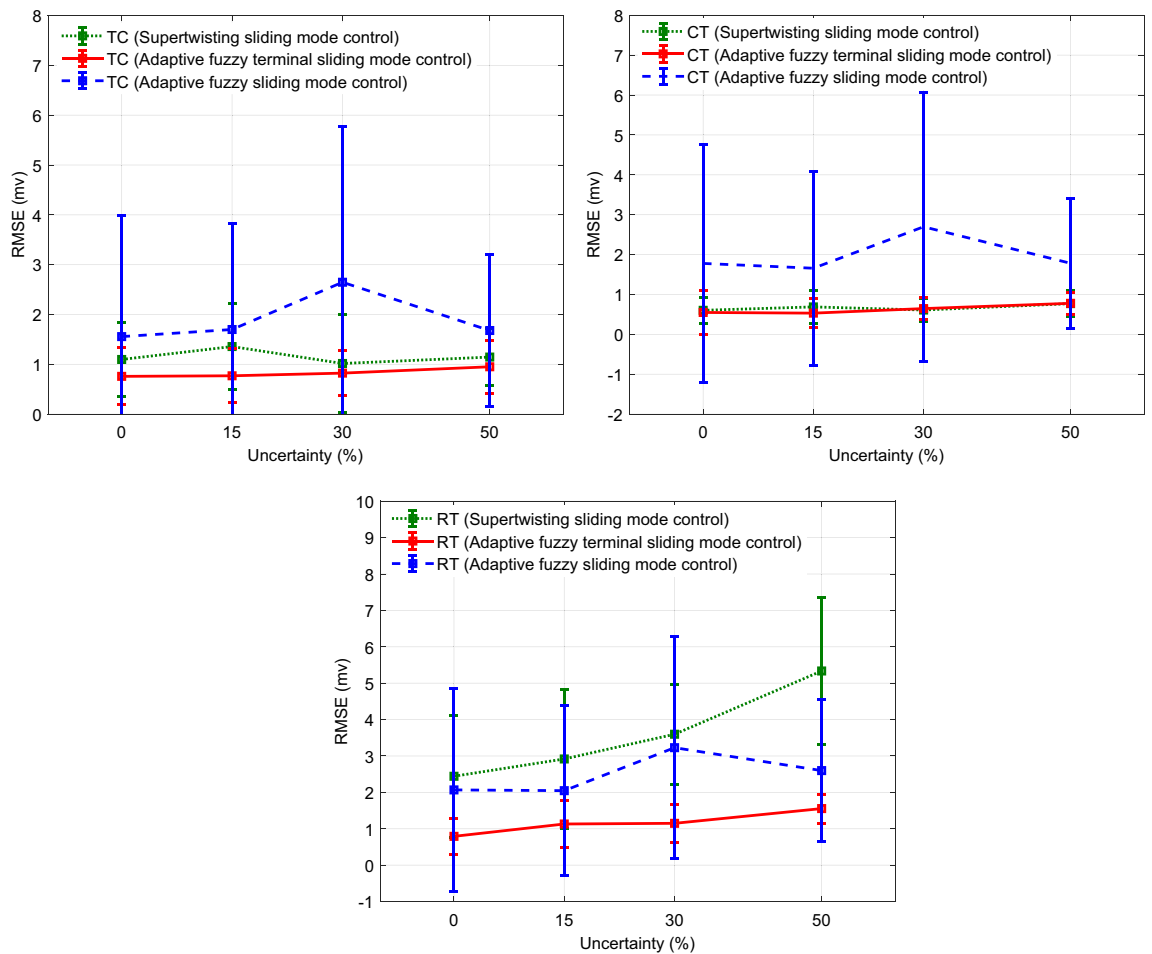 8
7
6
5
4
3
2
1
0
RMSE (mv)
TC (Supertwisting sliding mode control)
TC (Adaptive fuzzy terminal sliding mode control)
TC (Adaptive fuzzy sliding mode control)
0 15 30 50
Uncertainty (%)
8
7
6
5
4
3
2
1
0
-1
-2
RMSE (mv)
CT (Supertwisting sliding mode control)
CT (Adaptive fuzzy terminal sliding mode control)
CT (Adaptive fuzzy sliding mode control)
0 15 30 50
Uncertainty (%)
10
9
8
7
6
5
4
3
2
1
0
-1
RMSE (mv)
RT (Supertwisting sliding mode control)
RT (Adaptive fuzzy terminal sliding mode control)
RT (Adaptive fuzzy sliding mode control)
0 15 30 50
Uncertainty (%)